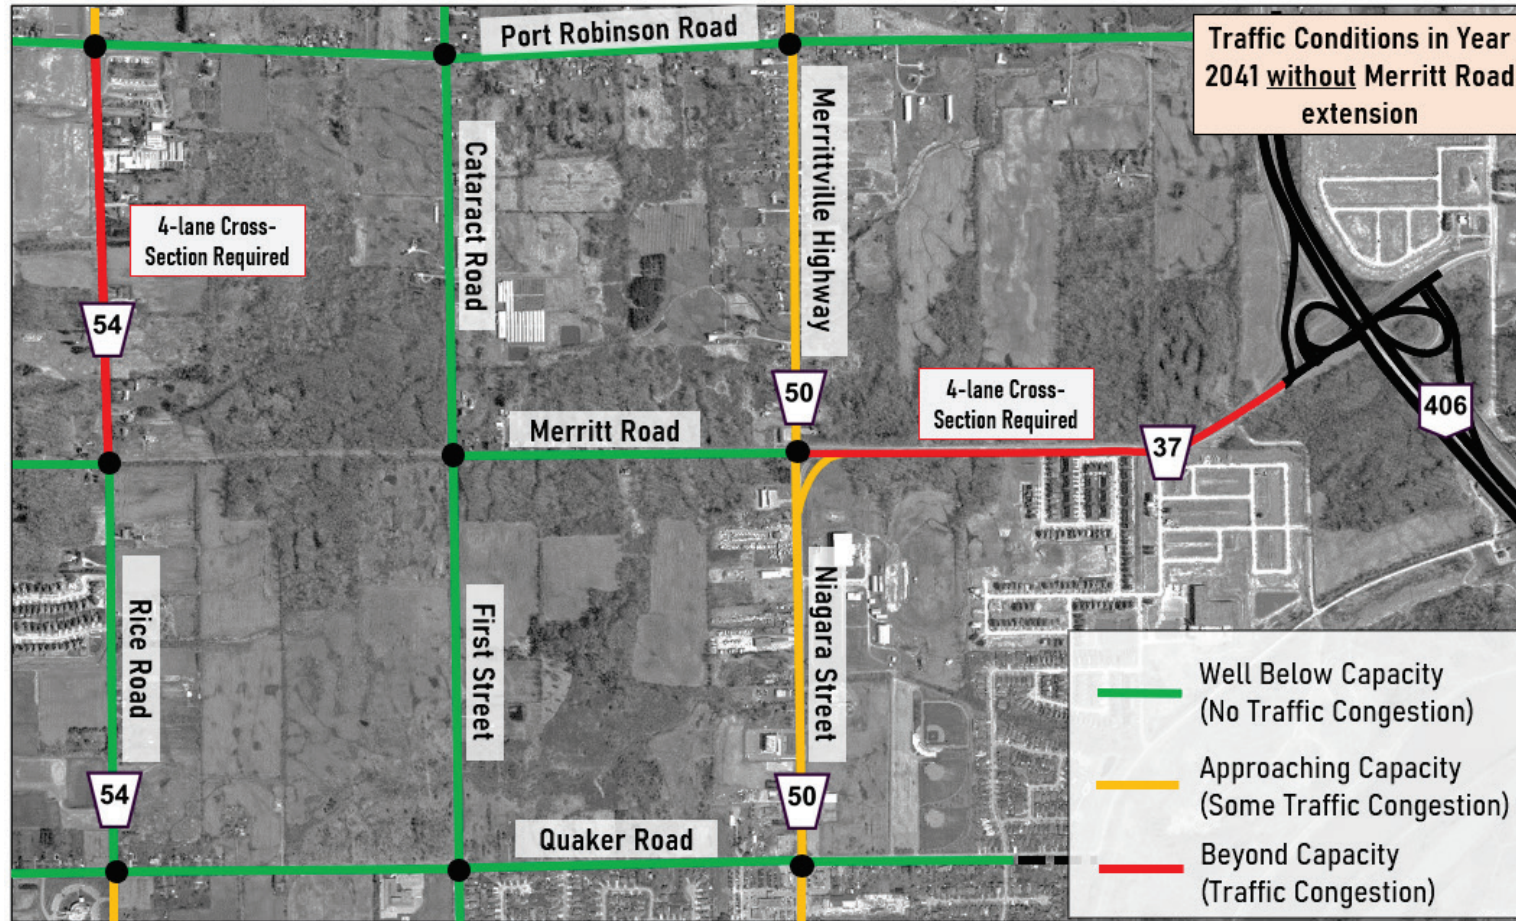 Port Robinson Road
Traffic Conditions in Year
2041 without Merritt Road
extension
Cataract Road
Merrittville Highway
4-lane Cross-
Section Required
54
50
4-lane Cross-
Section Required
406
Merritt Road
37
Rice Road
First Street
Niagara Street
54
50
Quaker Road
Well Below Capacity
(No Traffic Congestion)
Approaching Capacity
(Some Traffic Congestion)
Beyond Capacity
(Traffic Congestion)